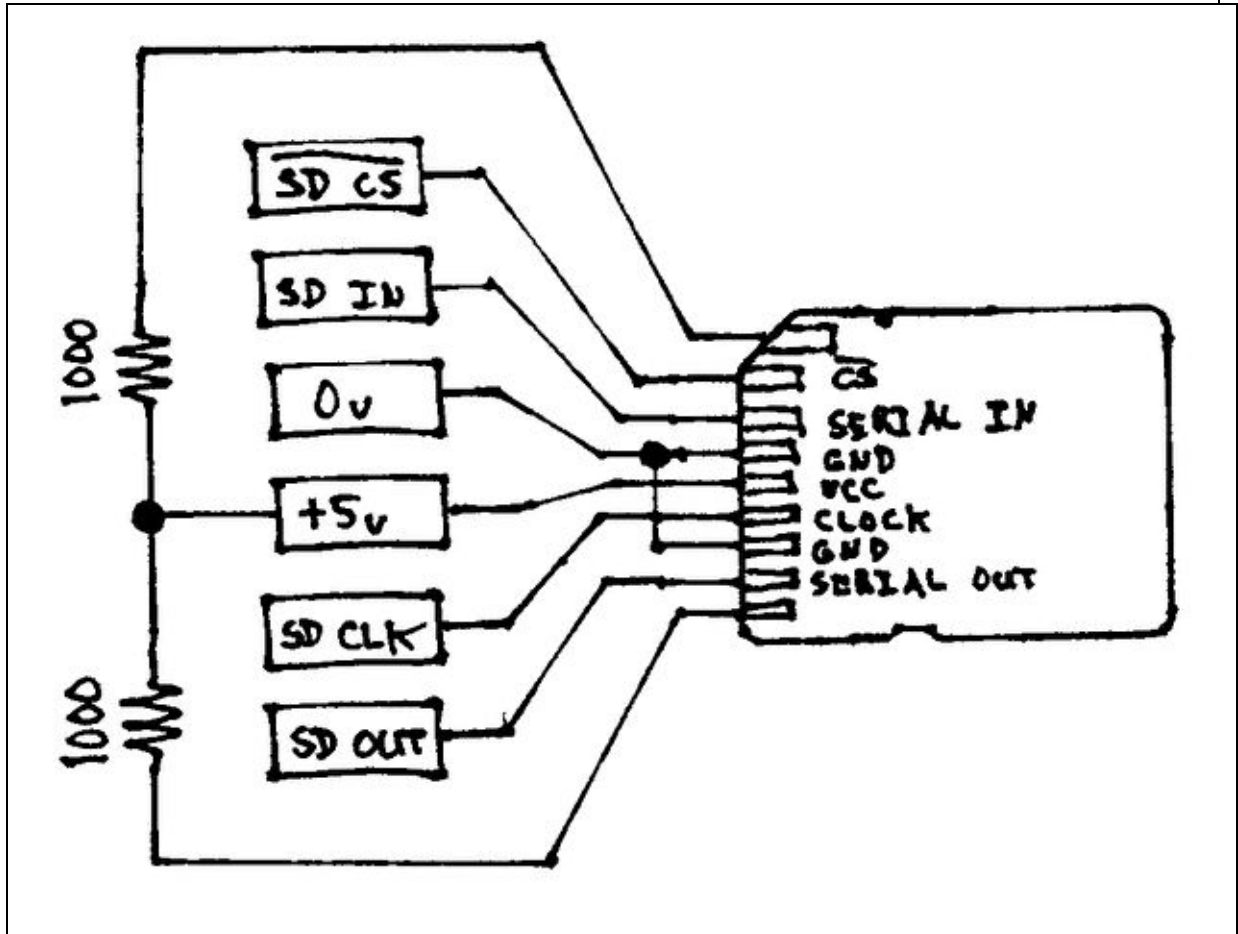 SD CS
SD IN
0v
+5v
SD CLK
SD OUT
1000
1000
CS
SERIAL IN
GND
VCC
CLOCK
GND
SERIAL OUT